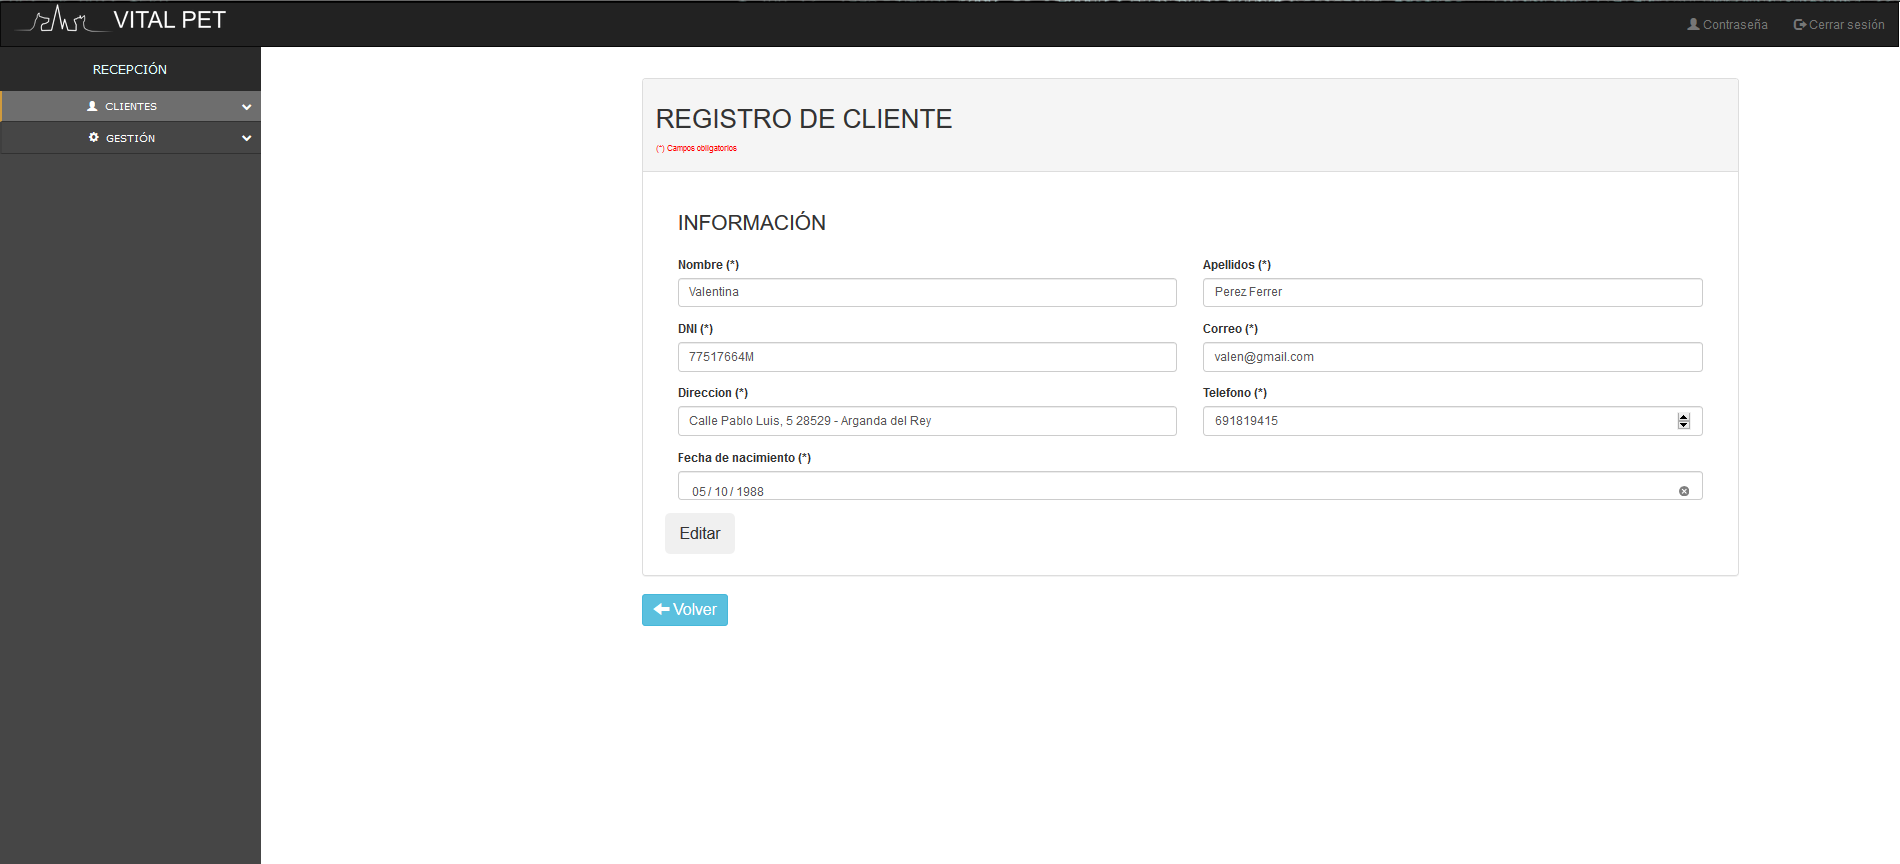 VITAL PET
Contraseña
Cerrar sesión
RECEPCIÓN
CLIENTES
GESTIÓN
REGISTRO DE CLIENTE
(*) Campos obligatorios
INFORMACIÓN
Nombre (*)
Valentina
Apellidos (*)
Perez Ferrer
DNI (*)
77517664M
Correo (*)
valen@gmail.com
Direccion (*)
Calle Pablo Luis, 5 28529 - Arganda del Rey
Telefono (*)
691819415
Fecha de nacimiento (*)
05 / 10 / 1988
Editar
Volver